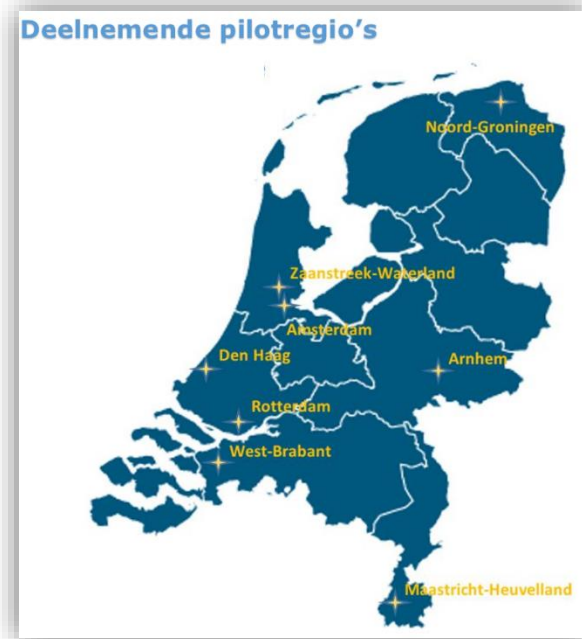 Deelnemende pilotregio’s
Noord-Groningen
Zaanstreek-Waterland
Amsterdam
Den Haag
Arnhem
Rotterdam
West-Brabant
Maastricht-Heuvelland